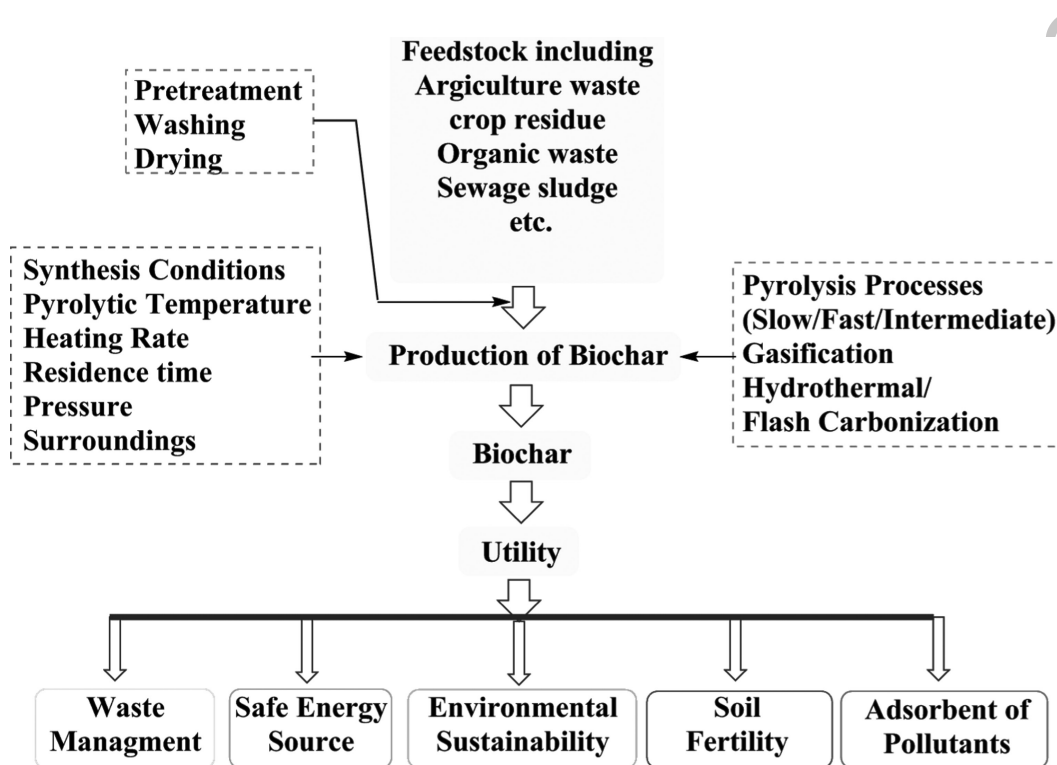 Feedstock including
Argiculture waste
crop residue
Organic waste
Sewage sludge
etc.
Pretreatment
Washing
Drying
Synthesis Conditions
Pyrolytic Temperature
Heating Rate
Residence time
Pressure
Surroundings
Pyrolysis Processes
(Slow/Fast/Intermediate)
Gasification
Hydrothermal/
Flash Carbonization
Production of Biochar
Biochar
Utility
Waste
Managment
Safe Energy
Source
Environmental
Sustainability
Soil
Fertility
Adsorbent of
Pollutants